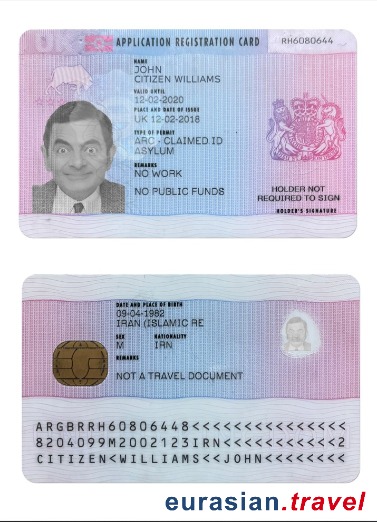 UK
APPLICATION REGISTRATION CARD
RH6080644
NAME
JOHN
CITIZEN WILLIAMS
VALID UNTIL
12-02-2020
PLACE AND DATE OF ISSUE
UK 12-02-2018
TYPE OF PERMIT
ARC - CLAIMED ID
ASYLUM
REMARKS
NO WORK
NO PUBLIC FUNDS
HOLDER NOT
REQUIRED TO SIGN
HOLDER'S SIGNATURE
DATE AND PLACE OF BIRTH
09-04-1982
IRAN (ISLAMIC RE
SEX NATIONALITY
M IRN
REMARKS
NOT A TRAVEL DOCUMENT
ARGBRRH60806448<<<<<<<<<<<<<<<
8204099M2002123IRN<<<<<<<<<<<2
CITIZEN<WILLIAMS<<JOHN<<<<<<<<
eurasian.travel